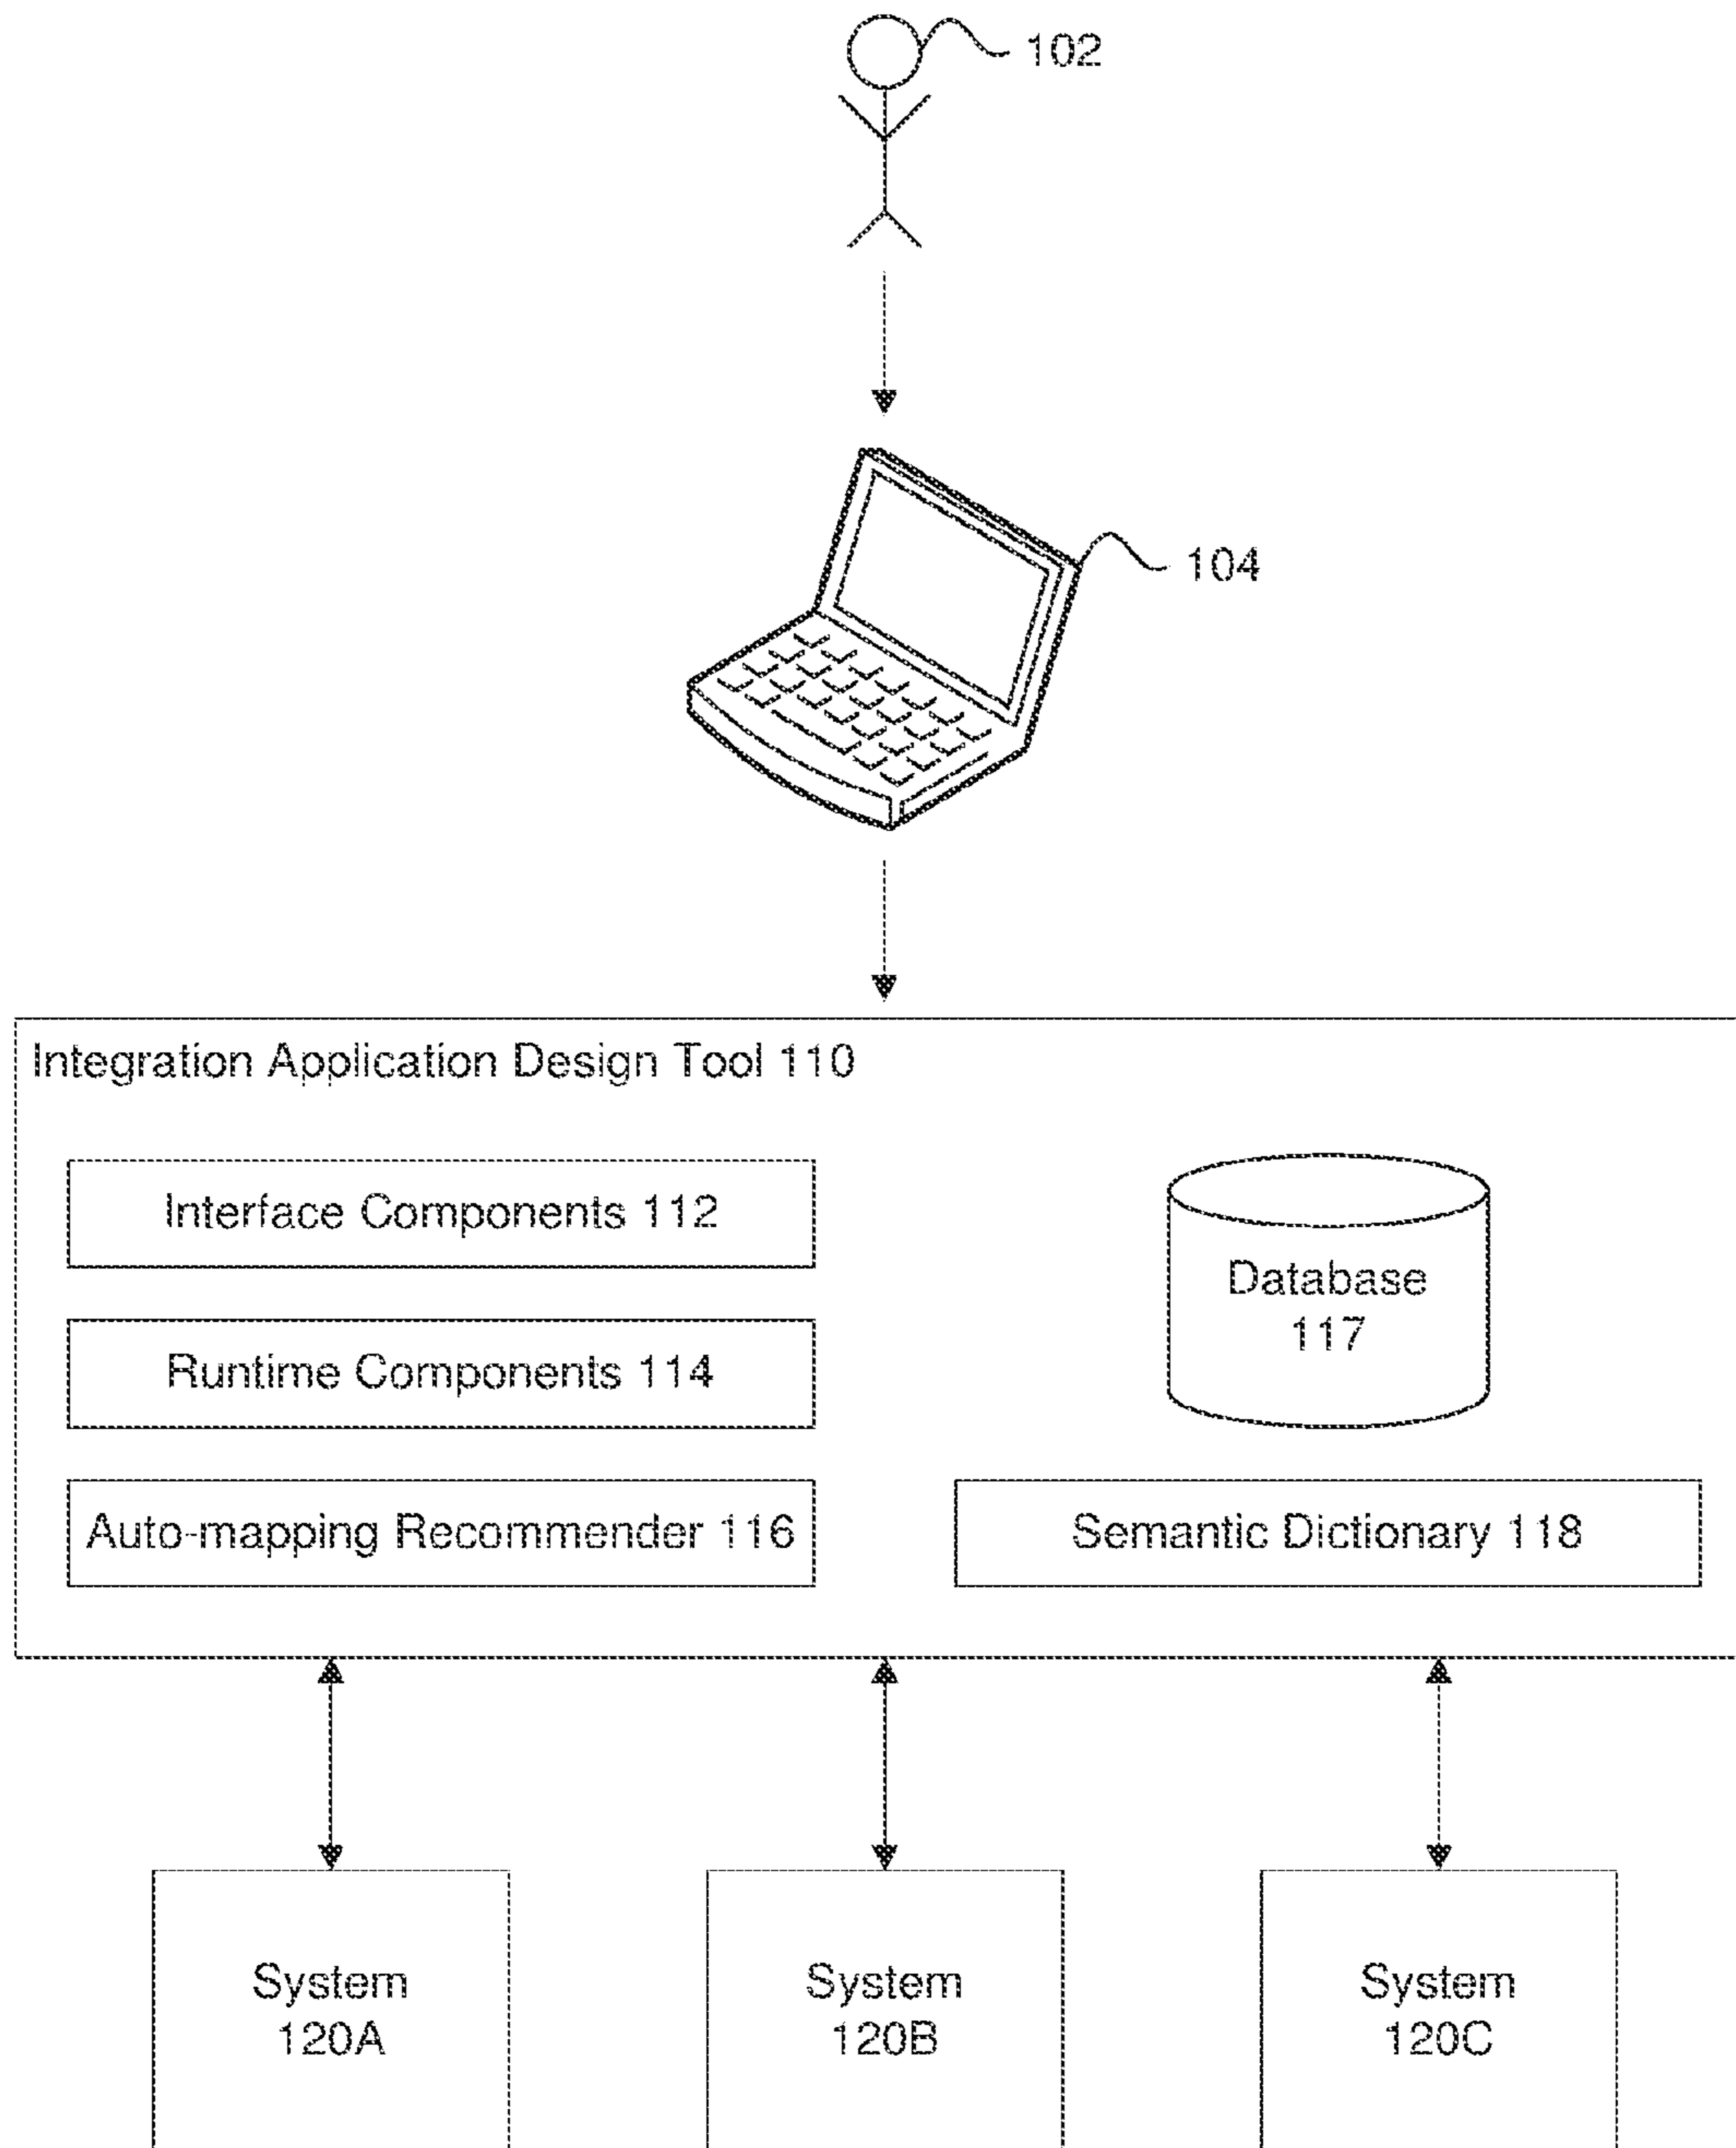 102
104
Integration Application Design Tool 110
Interface Components 112
Database
117
Runtime Components 114
Auto-mapping Recommender 116
Semantic Dictionary 118
System
120A
System
120B
System
120C